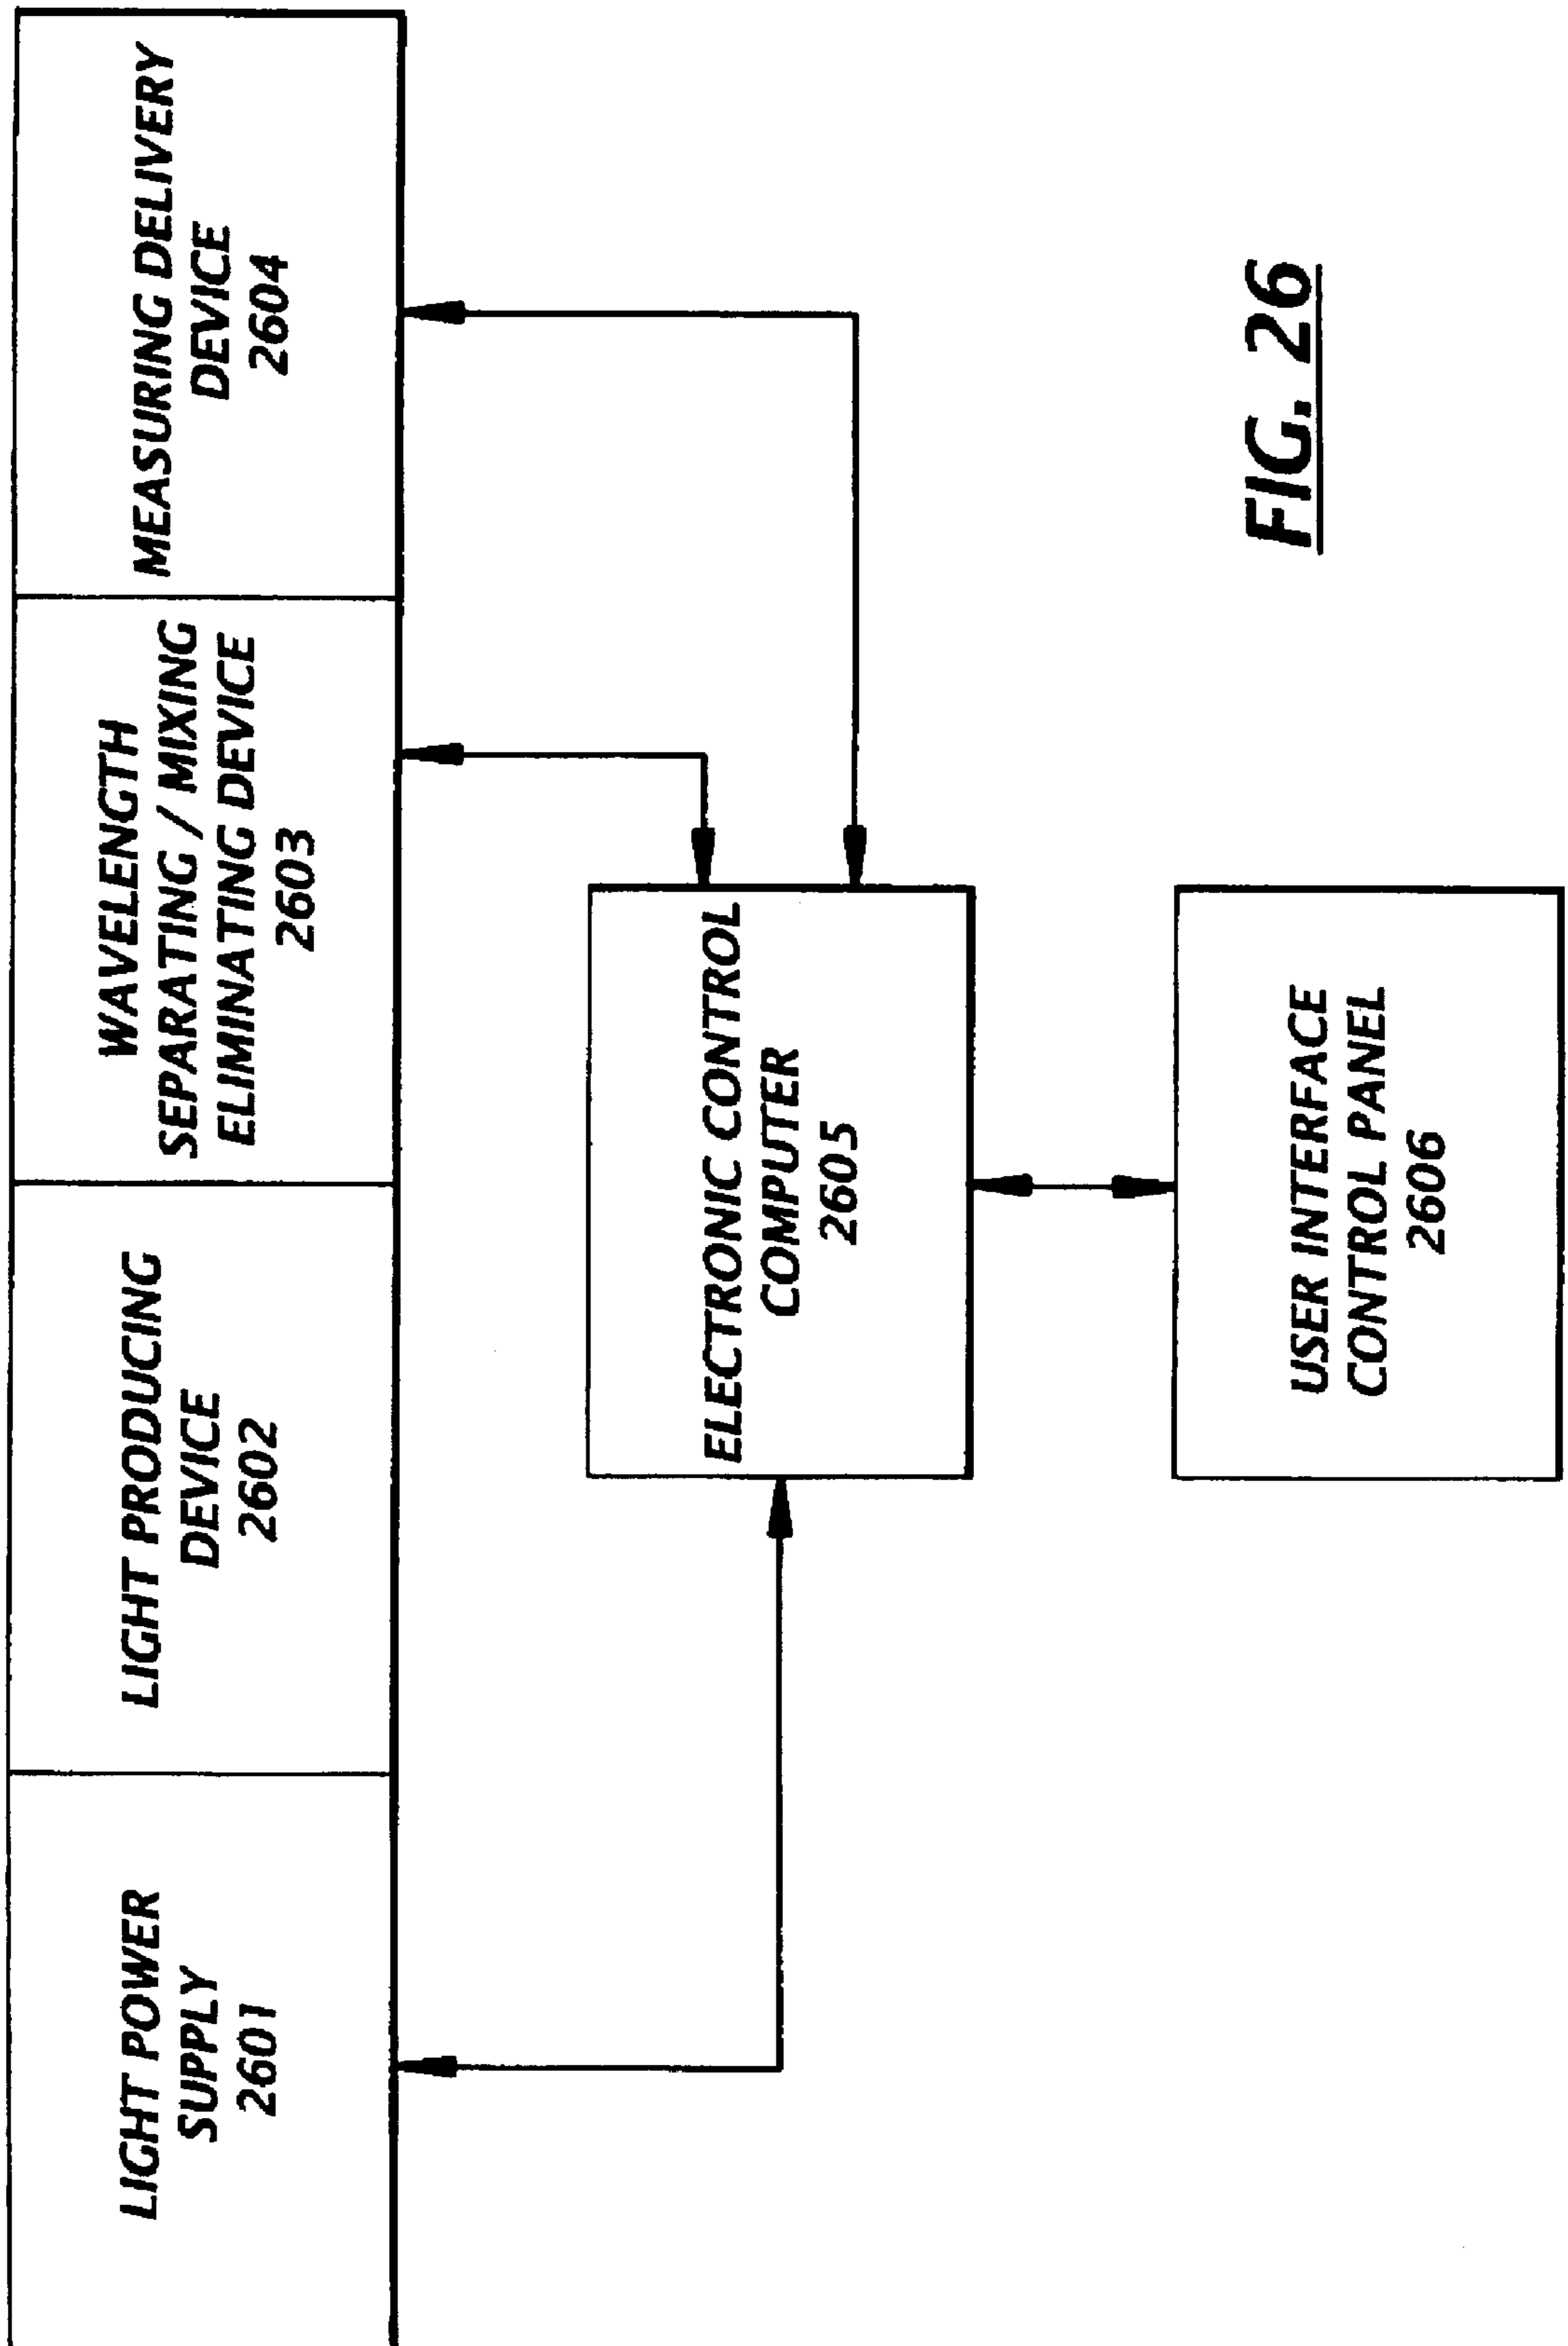 LIGHT POWER
SUPPLY
2601
LIGHT PRODUCING
DEVICE
2602
WAVELENGTH
SEPARATING / MIXING
ELIMINATING DEVICE
2603
MEASURING DELIVERY
DEVICE
2604
ELECTRONIC CONTROL
COMPUTER
2605
USER INTERFACE
CONTROL PANEL
2606
FIG. 26